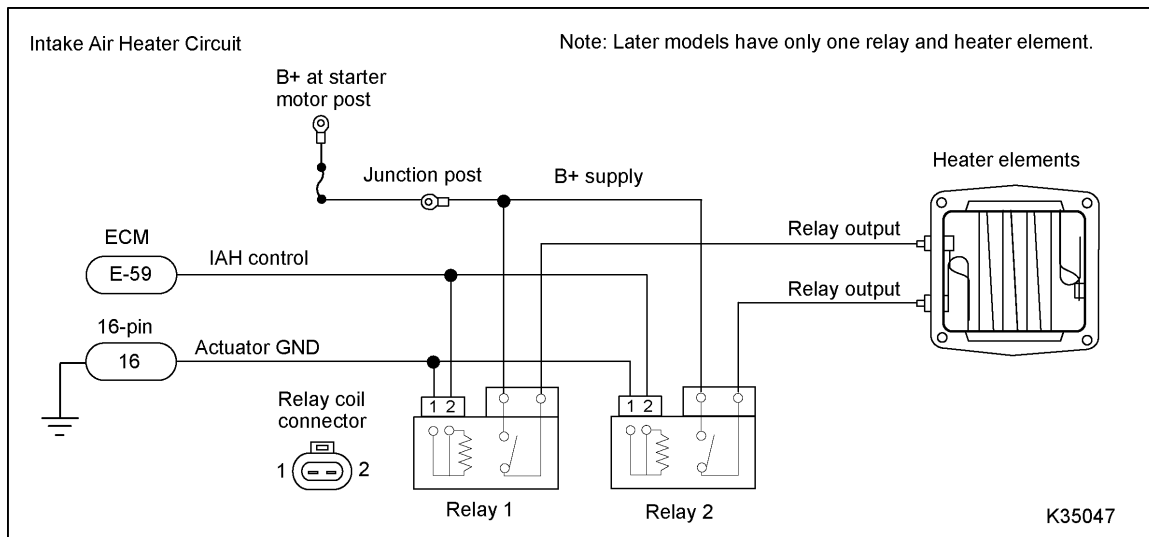 Intake Air Heater Circuit
Note: Later models have only one relay and heater element.
B+ at starter
motor post
Junction post
B+ supply
Heater elements
Relay output
ECM
E-59
IAH control
Relay output
16-pin
16
Actuator GND
Relay coil
connector
1 2
1 2
1 2
Relay 1
Relay 2
K35047